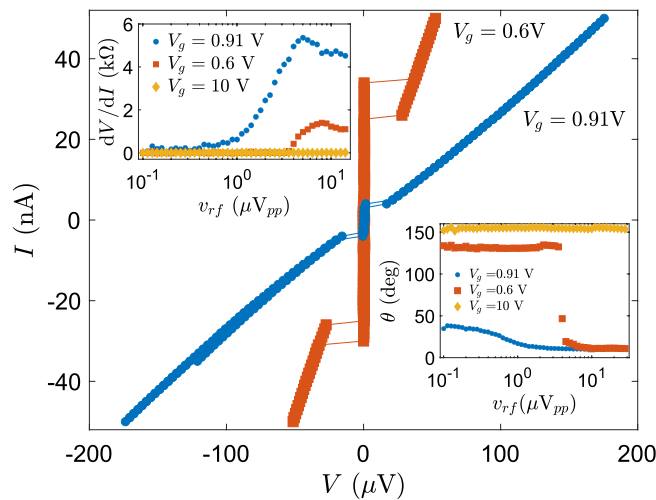 6
4
2
0
dV/dI (kΩ)
V_g = 0.91 V
V_g = 0.6 V
V_g = 10 V
10^-1 10^0 10^1
v_rf (μV_pp)
V_g = 0.6V
V_g = 0.91V
40
20
0
-20
-40
I (nA)
150
100
50
0
θ (deg)
V_g =0.91 V
V_g =0.6 V
V_g =10 V
10^-1 10^0 10^1
v_rf (μV_pp)
-200 -100 0 100 200
V (μV)